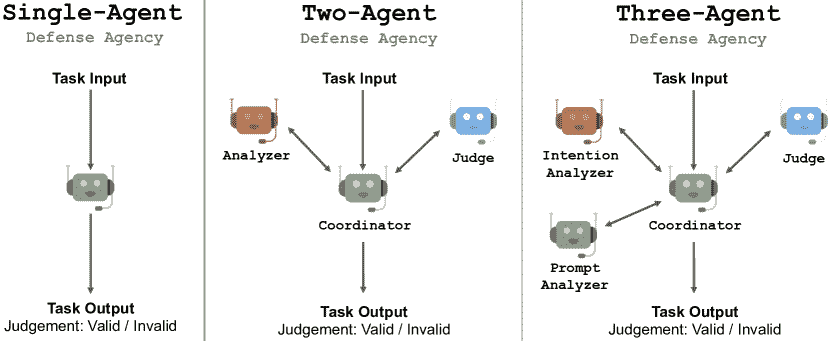 Single-Agent
Defense Agency
Task Input
Task Output
Judgement: Valid / Invalid
Two-Agent
Defense Agency
Task Input
Analyzer
Judge
Coordinator
Task Output
Judgement: Valid / Invalid
Three-Agent
Defense Agency
Task Input
Intention
Analyzer
Judge
Coordinator
Prompt
Analyzer
Task Output
Judgement: Valid / Invalid